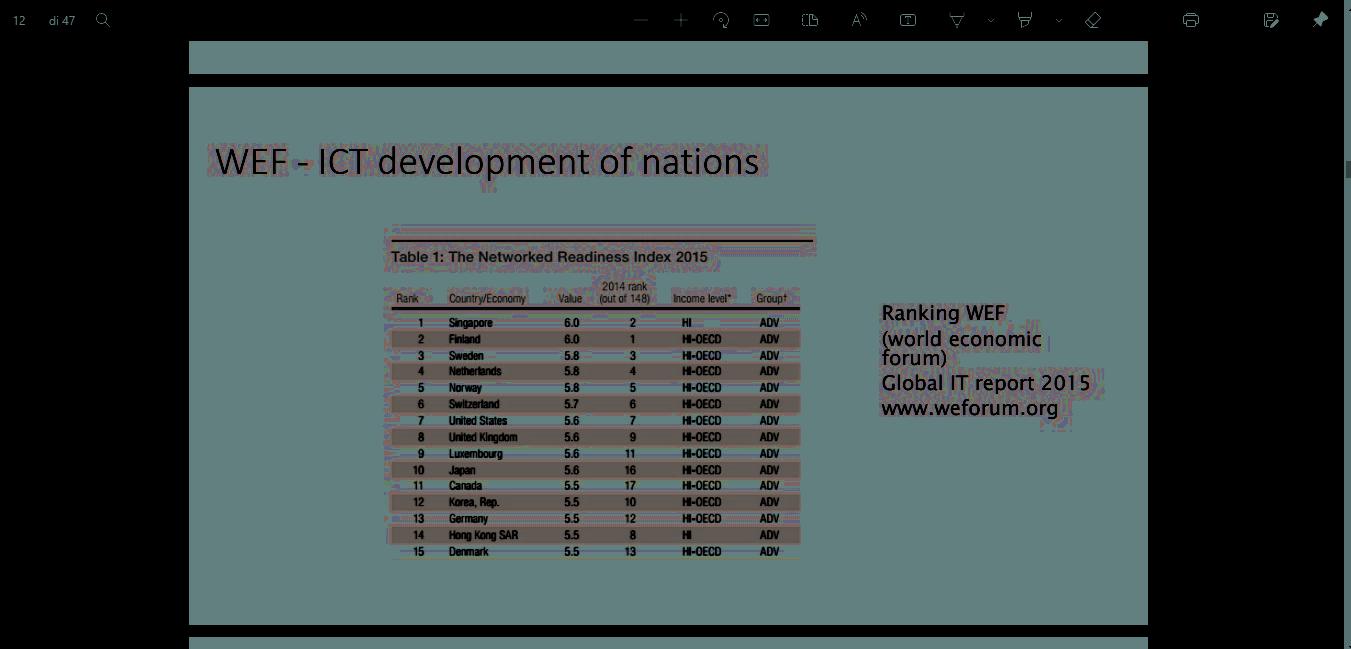 12 di 47
WEF - ICT development of nations
Table 1: The Networked Readiness Index 2015
Rank Country/Economy Value 2014 rank (out of 148) Income level* Group†
1 Singapore 6.0 2 HI ADV
2 Finland 6.0 1 HI-OECD ADV
3 Sweden 5.8 3 HI-OECD ADV
4 Netherlands 5.8 4 HI-OECD ADV
5 Norway 5.8 5 HI-OECD ADV
6 Switzerland 5.7 6 HI-OECD ADV
7 United States 5.6 7 HI-OECD ADV
8 United Kingdom 5.6 9 HI-OECD ADV
9 Luxembourg 5.6 11 HI-OECD ADV
10 Japan 5.6 16 HI-OECD ADV
11 Canada 5.5 17 HI-OECD ADV
12 Korea, Rep. 5.5 10 HI-OECD ADV
13 Germany 5.5 12 HI-OECD ADV
14 Hong Kong SAR 5.5 8 HI ADV
15 Denmark 5.5 13 HI-OECD ADV
Ranking WEF
(world economic
forum)
Global IT report 2015
www.weforum.org